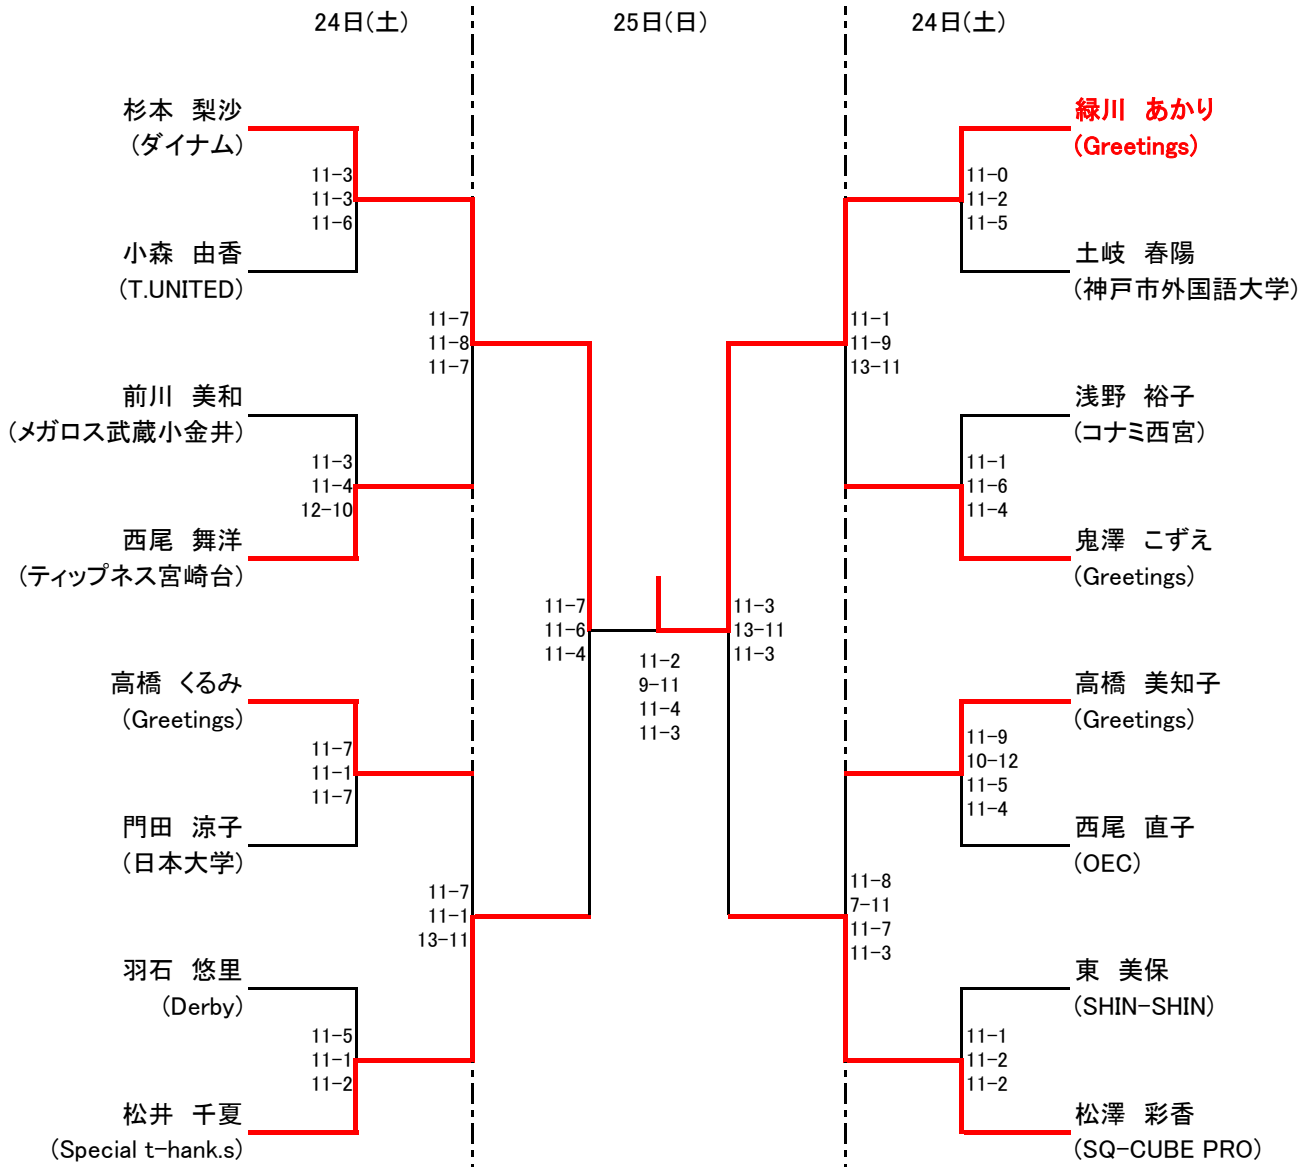 24日(土)
25日(日)
24日(土)
杉本　梨沙
(ダイナム)
11-3
11-3
11-6
小森　由香
(T.UNITED)
11-7
11-8
11-7
前川　美和
(メガロス武蔵小金井)
11-3
11-4
12-10
西尾　舞洋
(ティップネス宮崎台)
11-7
11-6
11-4
高橋　くるみ
(Greetings)
11-7
11-1
11-7
門田　涼子
(日本大学)
11-7
11-1
13-11
羽石　悠里
(Derby)
11-5
11-1
11-2
松井　千夏
(Special t-hank.s)
11-2
9-11
11-4
11-3
緑川　あかり
(Greetings)
11-0
11-2
11-5
土岐　春陽
(神戸市外国語大学)
11-1
11-9
13-11
浅野　裕子
(コナミ西宮)
11-1
11-6
11-4
鬼澤　こずえ
(Greetings)
11-3
13-11
11-3
高橋　美知子
(Greetings)
11-9
10-12
11-5
11-4
西尾　直子
(OEC)
11-8
7-11
11-7
11-3
東　美保
(SHIN-SHIN)
11-1
11-2
11-2
松澤　彩香
(SQ-CUBE PRO)